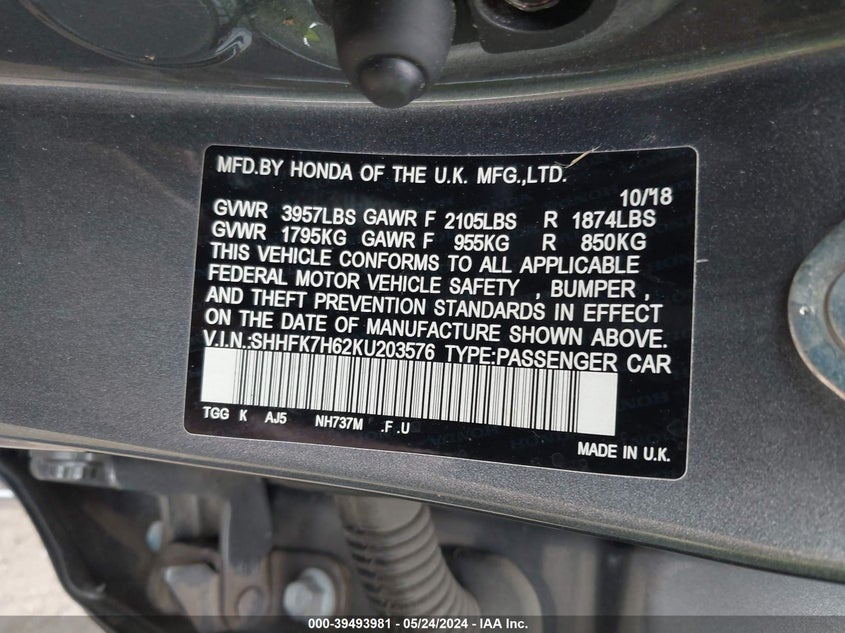 MFD.BY HONDA OF THE U.K. MFG.,LTD.
10/'18
GVWR 3957LBS GAWR F 2105LBS R 1874LBS
GVWR 1795KG GAWR F 955KG R 850KG
THIS VEHICLE CONFORMS TO ALL APPLICABLE
FEDERAL MOTOR VEHICLE SAFETY , BUMPER ,
AND THEFT PREVENTION STANDARDS IN EFFECT
ON THE DATE OF MANUFACTURE SHOWN ABOVE.
V.I.N.:SHHFK7H62KU203576 TYPE:PASSENGER CAR
TGG K AJ5 NH737M .F .U
MADE IN U.K.
000-39493981 - 05/24/2024 - IAA Inc.